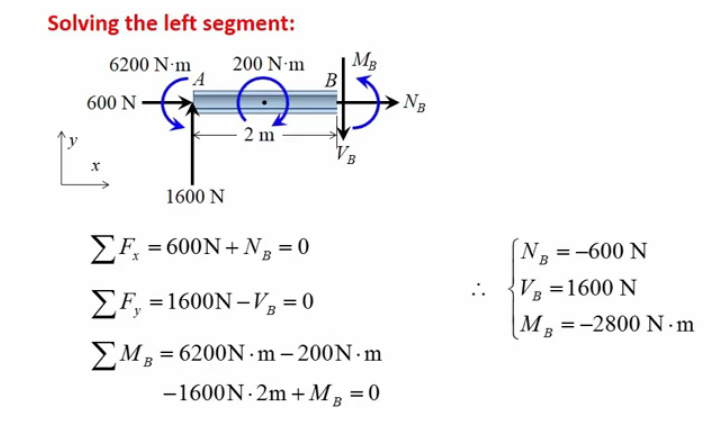 Solving the left segment:
6200 N·m A 200 N·m B M_B
600 N N_B
y 2 m V_B
x
1600 N
∑F_x = 600N + N_B = 0
∑F_y = 1600N – V_B = 0
∑M_B = 6200N·m – 200N·m
–1600N·2m + M_B = 0
∴ { N_B = –600 N
V_B = 1600 N
M_B = –2800 N·m